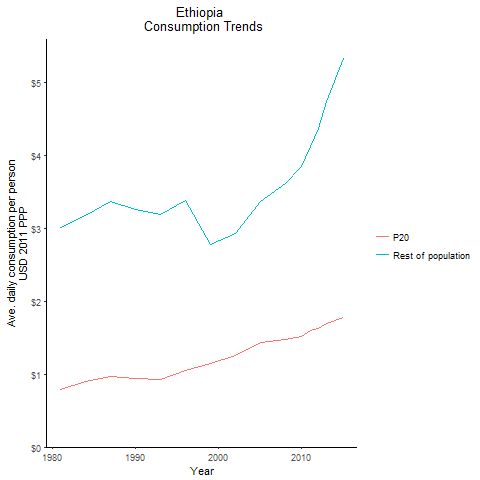 Ethiopia
Consumption Trends
Ave. daily consumption per person
USD 2011 PPP
$5
$4
$3
$2
$1
$0
1980
1990
2000
2010
Year
P20
Rest of population